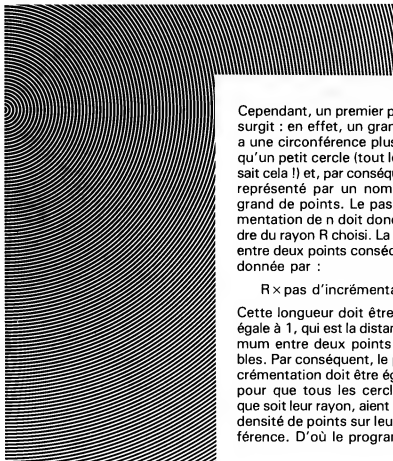 Cependant, un premier p
surgit : en effet, un gran
a une circonférence plus
qu'un petit cercle (tout le
sait cela !) et, par conséqu
représenté par un nom
grand de points. Le pas
mentation de n doit donc
dre du rayon R choisi. La
entre deux points conséc
donnée par :
R × pas d'incrémenta
Cette longueur doit être
égale à 1, qui est la distan
mum entre deux points
bles. Par conséquent, le p
crémentation doit être ég
pour que tous les cercl
que soit leur rayon, aient
densité de points sur leu
férence. D'où le program